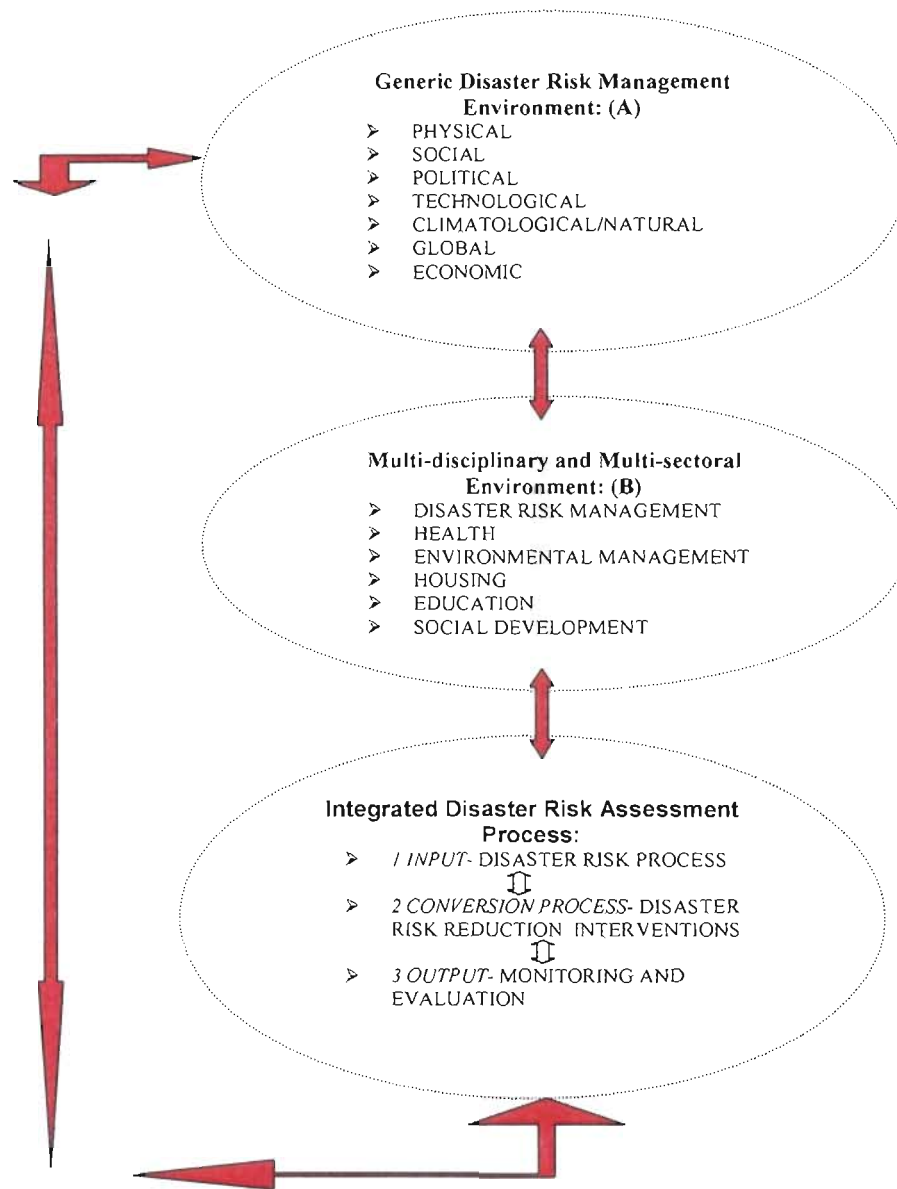 Generic Disaster Risk Management
Environment: (A)
➢ PHYSICAL
➢ SOCIAL
➢ POLITICAL
➢ TECHNOLOGICAL
➢ CLIMATOLOGICAL/NATURAL
➢ GLOBAL
➢ ECONOMIC
Multi-disciplinary and Multi-sectoral
Environment: (B)
➢ DISASTER RISK MANAGEMENT
➢ HEALTH
➢ ENVIRONMENTAL MANAGEMENT
➢ HOUSING
➢ EDUCATION
➢ SOCIAL DEVELOPMENT
Integrated Disaster Risk Assessment
Process:
➢ 1 INPUT- DISASTER RISK PROCESS
➢ 2 CONVERSION PROCESS- DISASTER
RISK REDUCTION INTERVENTIONS
➢ 3 OUTPUT- MONITORING AND
EVALUATION